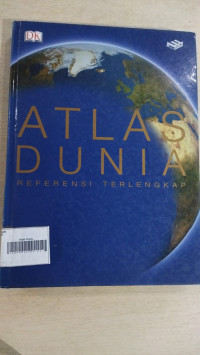 DK
ATLAS
DUNIA
REFERENSI TERLENGKAP